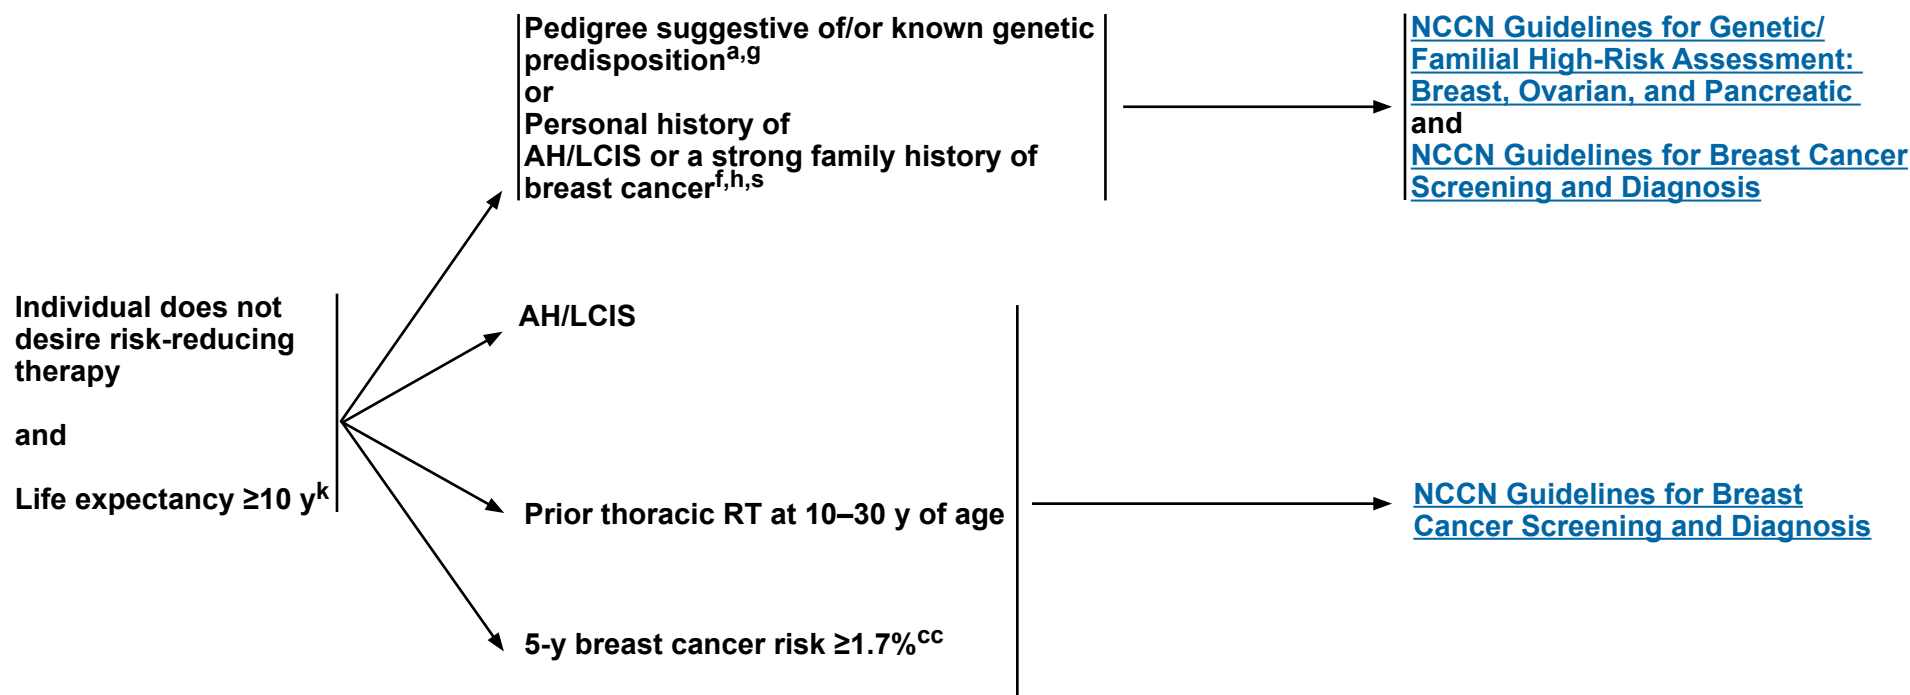 Individual does not
desire risk-reducing
therapy
and
Life expectancy ≥10 yᵏ
Pedigree suggestive of/or known genetic
predispositionᵃ,ᵍ
or
Personal history of
AH/LCIS or a strong family history of
breast cancerᶠ,ʰ,ˢ
NCCN Guidelines for Genetic/
Familial High-Risk Assessment:
Breast, Ovarian, and Pancreatic
and
NCCN Guidelines for Breast Cancer
Screening and Diagnosis
AH/LCIS
Prior thoracic RT at 10–30 y of age
5-y breast cancer risk ≥1.7%ᶜᶜ
NCCN Guidelines for Breast
Cancer Screening and Diagnosis